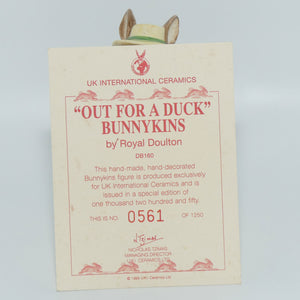 UK INTERNATIONAL CERAMICS
"OUT FOR A DUCK"
BUNNYKINS
by Royal Doulton
DB160
This hand-made, hand-decorated
Bunnykins figure is produced exclusively
for UK International Ceramics and is
issued in a special edition of
one thousand two hundred and fifty.
THIS IS NO. 0561 OF 1250
MANAGING DIRECTOR
UKI CERAMICS LTD
© 1995 UKI Ceramics Ltd